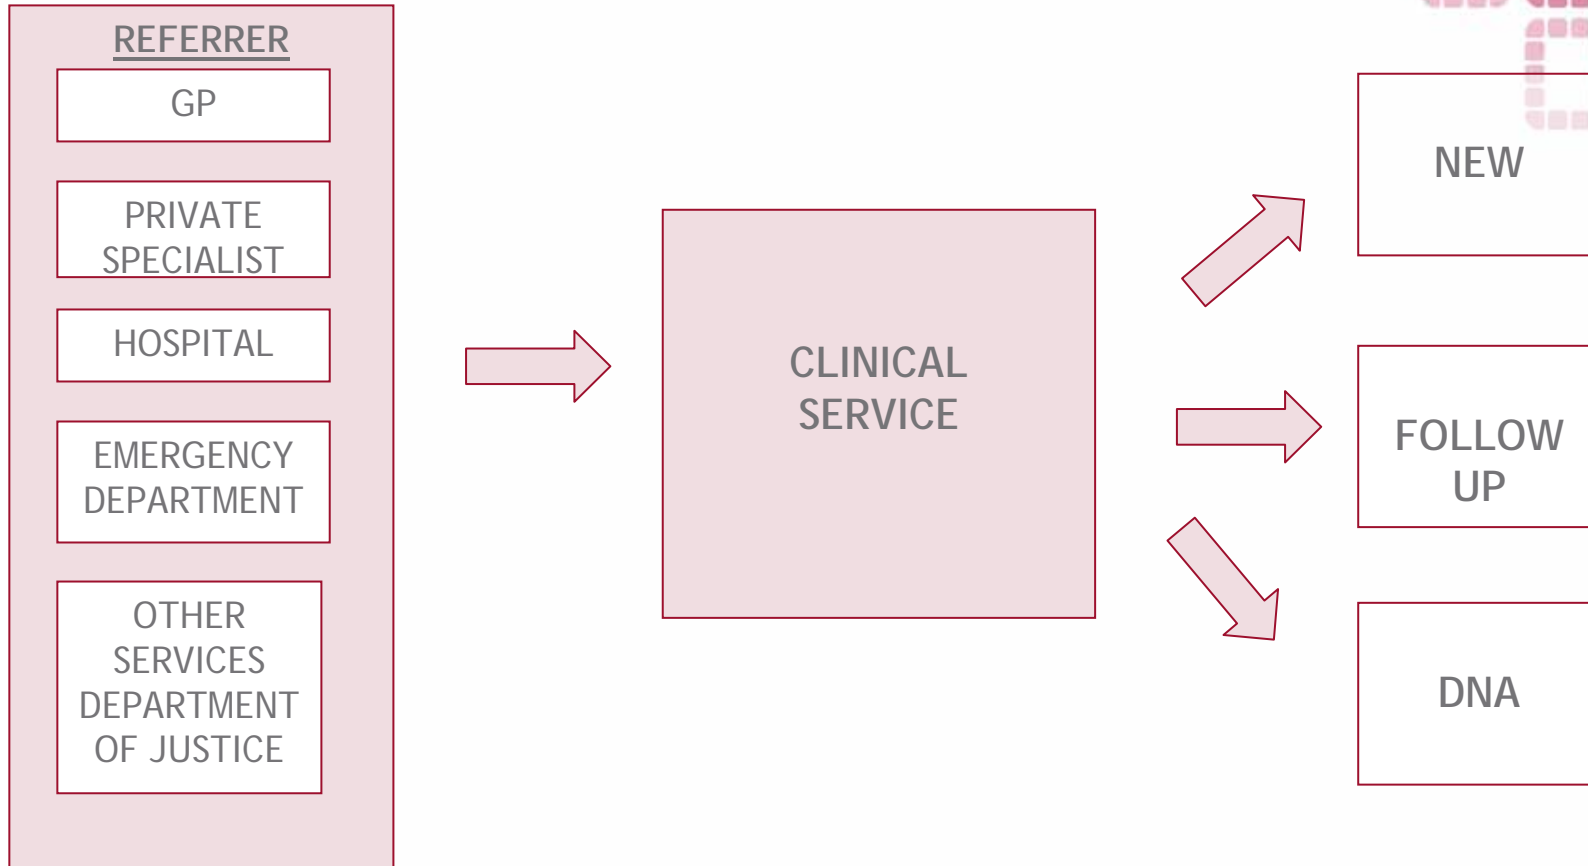 REFERRER
GP
PRIVATE
SPECIALIST
HOSPITAL
EMERGENCY
DEPARTMENT
OTHER
SERVICES
DEPARTMENT
OF JUSTICE
CLINICAL
SERVICE
NEW
FOLLOW
UP
DNA